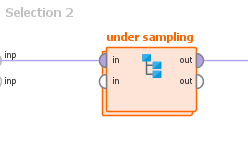 Selection 2
under sampling
inp in out
inp in out